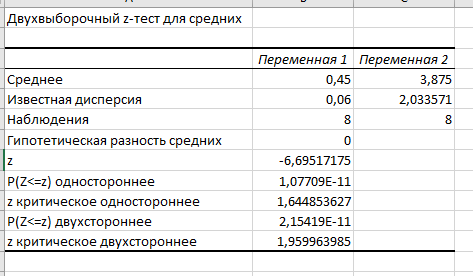 Двухвыборочный z-тест для средних
Переменная 1 Переменная 2
Среднее 0,45 3,875
Известная дисперсия 0,06 2,033571
Наблюдения 8 8
Гипотетическая разность средних 0
z -6,69517175
P(Z<=z) одностороннее 1,07709E-11
z критическое одностороннее 1,644853627
P(Z<=z) двухстороннее 2,15419E-11
z критическое двухстороннее 1,959963985